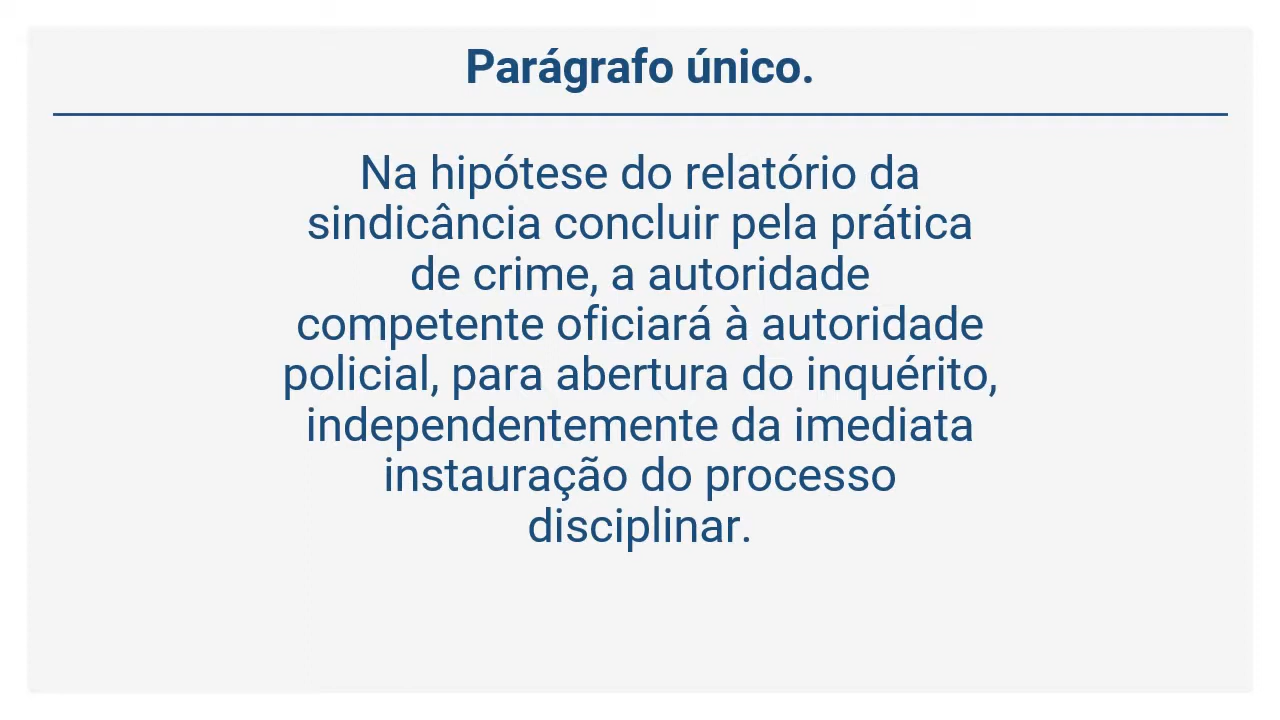 Parágrafo único.
Na hipótese do relatório da
sindicância concluir pela prática
de crime, a autoridade
competente oficiará à autoridade
policial, para abertura do inquérito,
independentemente da imediata
instauração do processo
disciplinar.